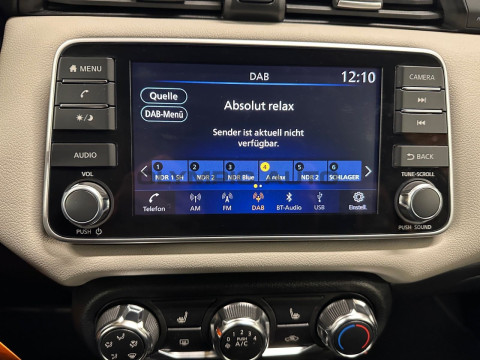 DAB 12:10
MENU
CAMERA
Quelle
Absolut relax
DAB-Menü
Sender ist aktuell nicht
verfügbar.
AUDIO
BACK
1 2 3 4 5 6
NDR 2 NDR Blue NDR 2 SCHLAGER
VOL
TUNE·SCROLL
Telefon AM FM DAB BT-Audio USB Einstell.
PUSH
PUSH SOUND
A/C